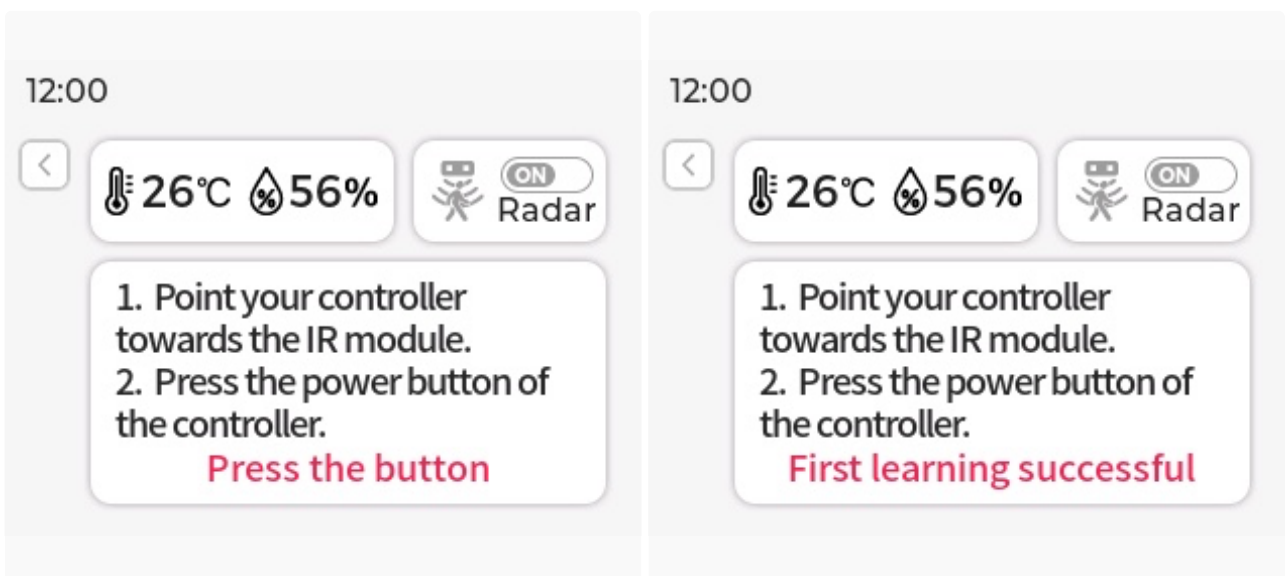 12:00
26℃ %56%
ON
Radar
1. Point your controller
towards the IR module.
2. Press the power button of
the controller.
Press the button
12:00
26℃ %56%
ON
Radar
1. Point your controller
towards the IR module.
2. Press the power button of
the controller.
First learning successful